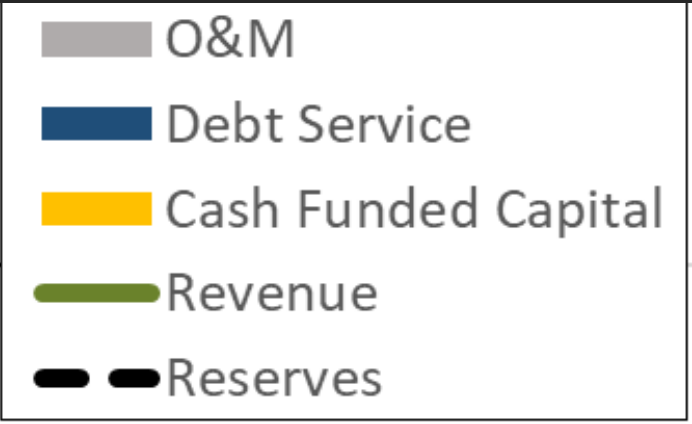 O&M
Debt Service
Cash Funded Capital
Revenue
Reserves